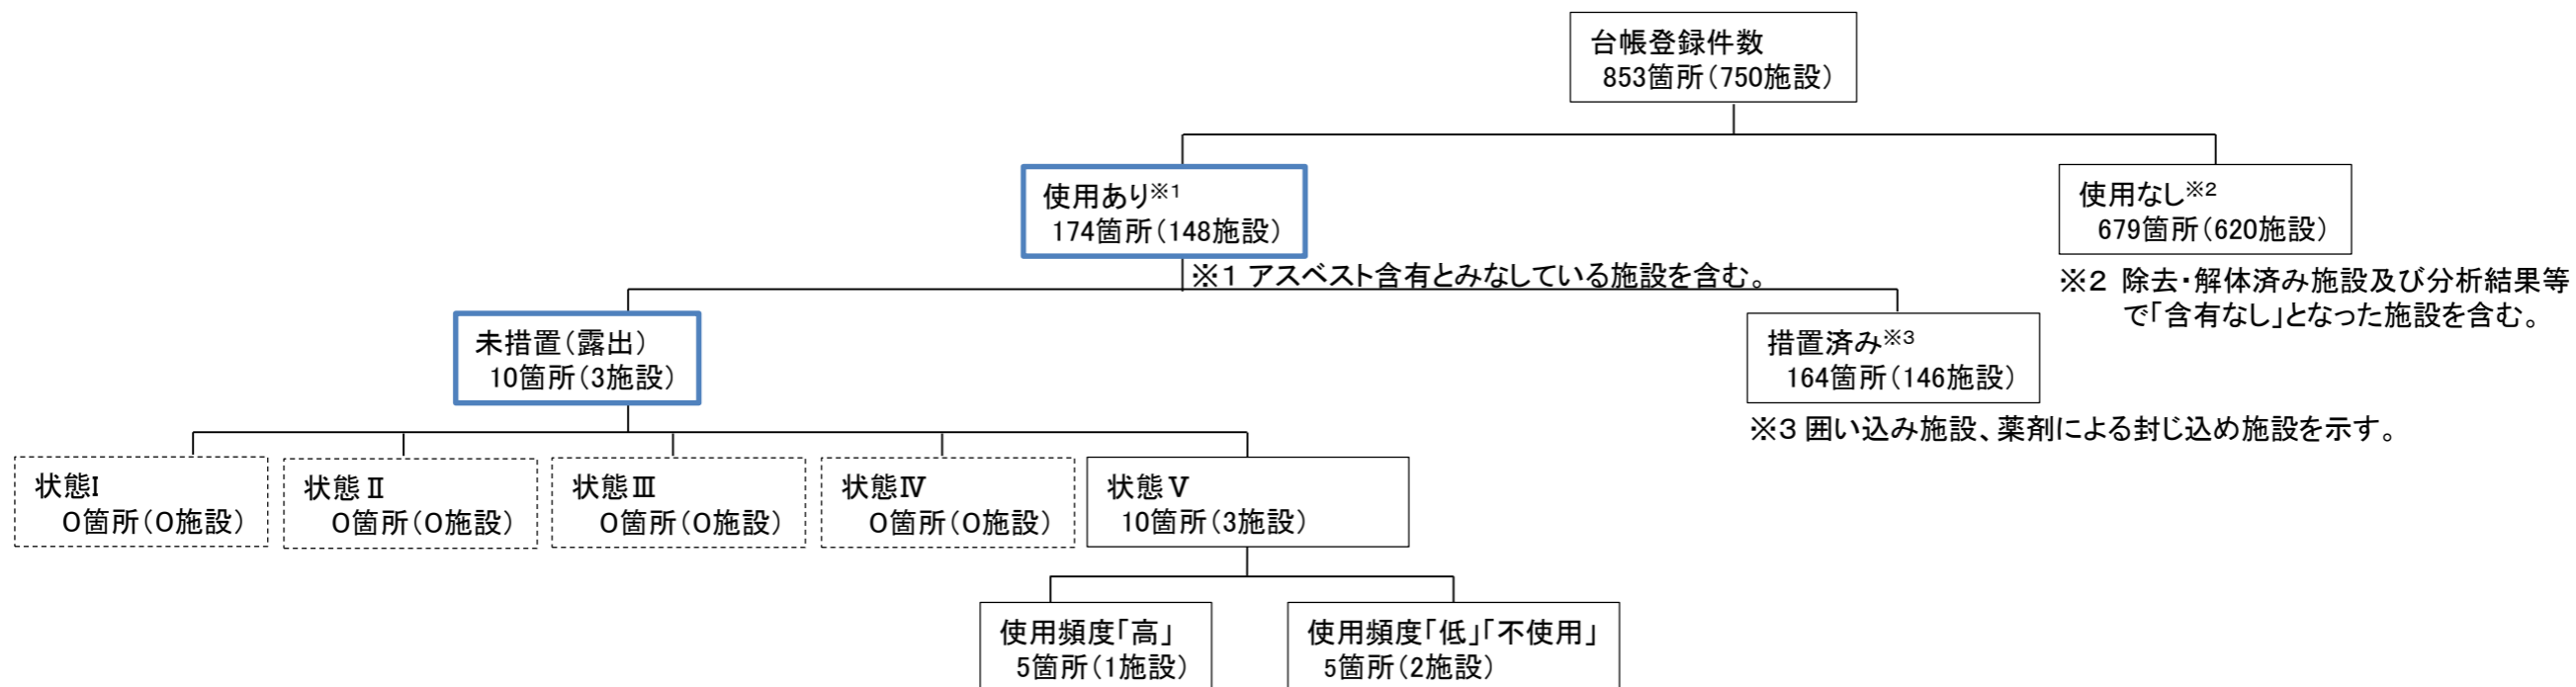 台帳登録件数
853箇所(750施設)
使用あり※1
174箇所(148施設)
使用なし※2
679箇所(620施設)
※1 アスベスト含有とみなしている施設を含む。
※2 除去・解体済み施設及び分析結果等
で「含有なし」となった施設を含む。
未措置(露出)
10箇所(3施設)
措置済み※3
164箇所(146施設)
※3 囲い込み施設、薬剤による封じ込め施設を示す。
状態Ⅰ
0箇所(0施設)
状態Ⅱ
0箇所(0施設)
状態Ⅲ
0箇所(0施設)
状態Ⅳ
0箇所(0施設)
状態Ⅴ
10箇所(3施設)
使用頻度「高」
5箇所(1施設)
使用頻度「低」「不使用」
5箇所(2施設)